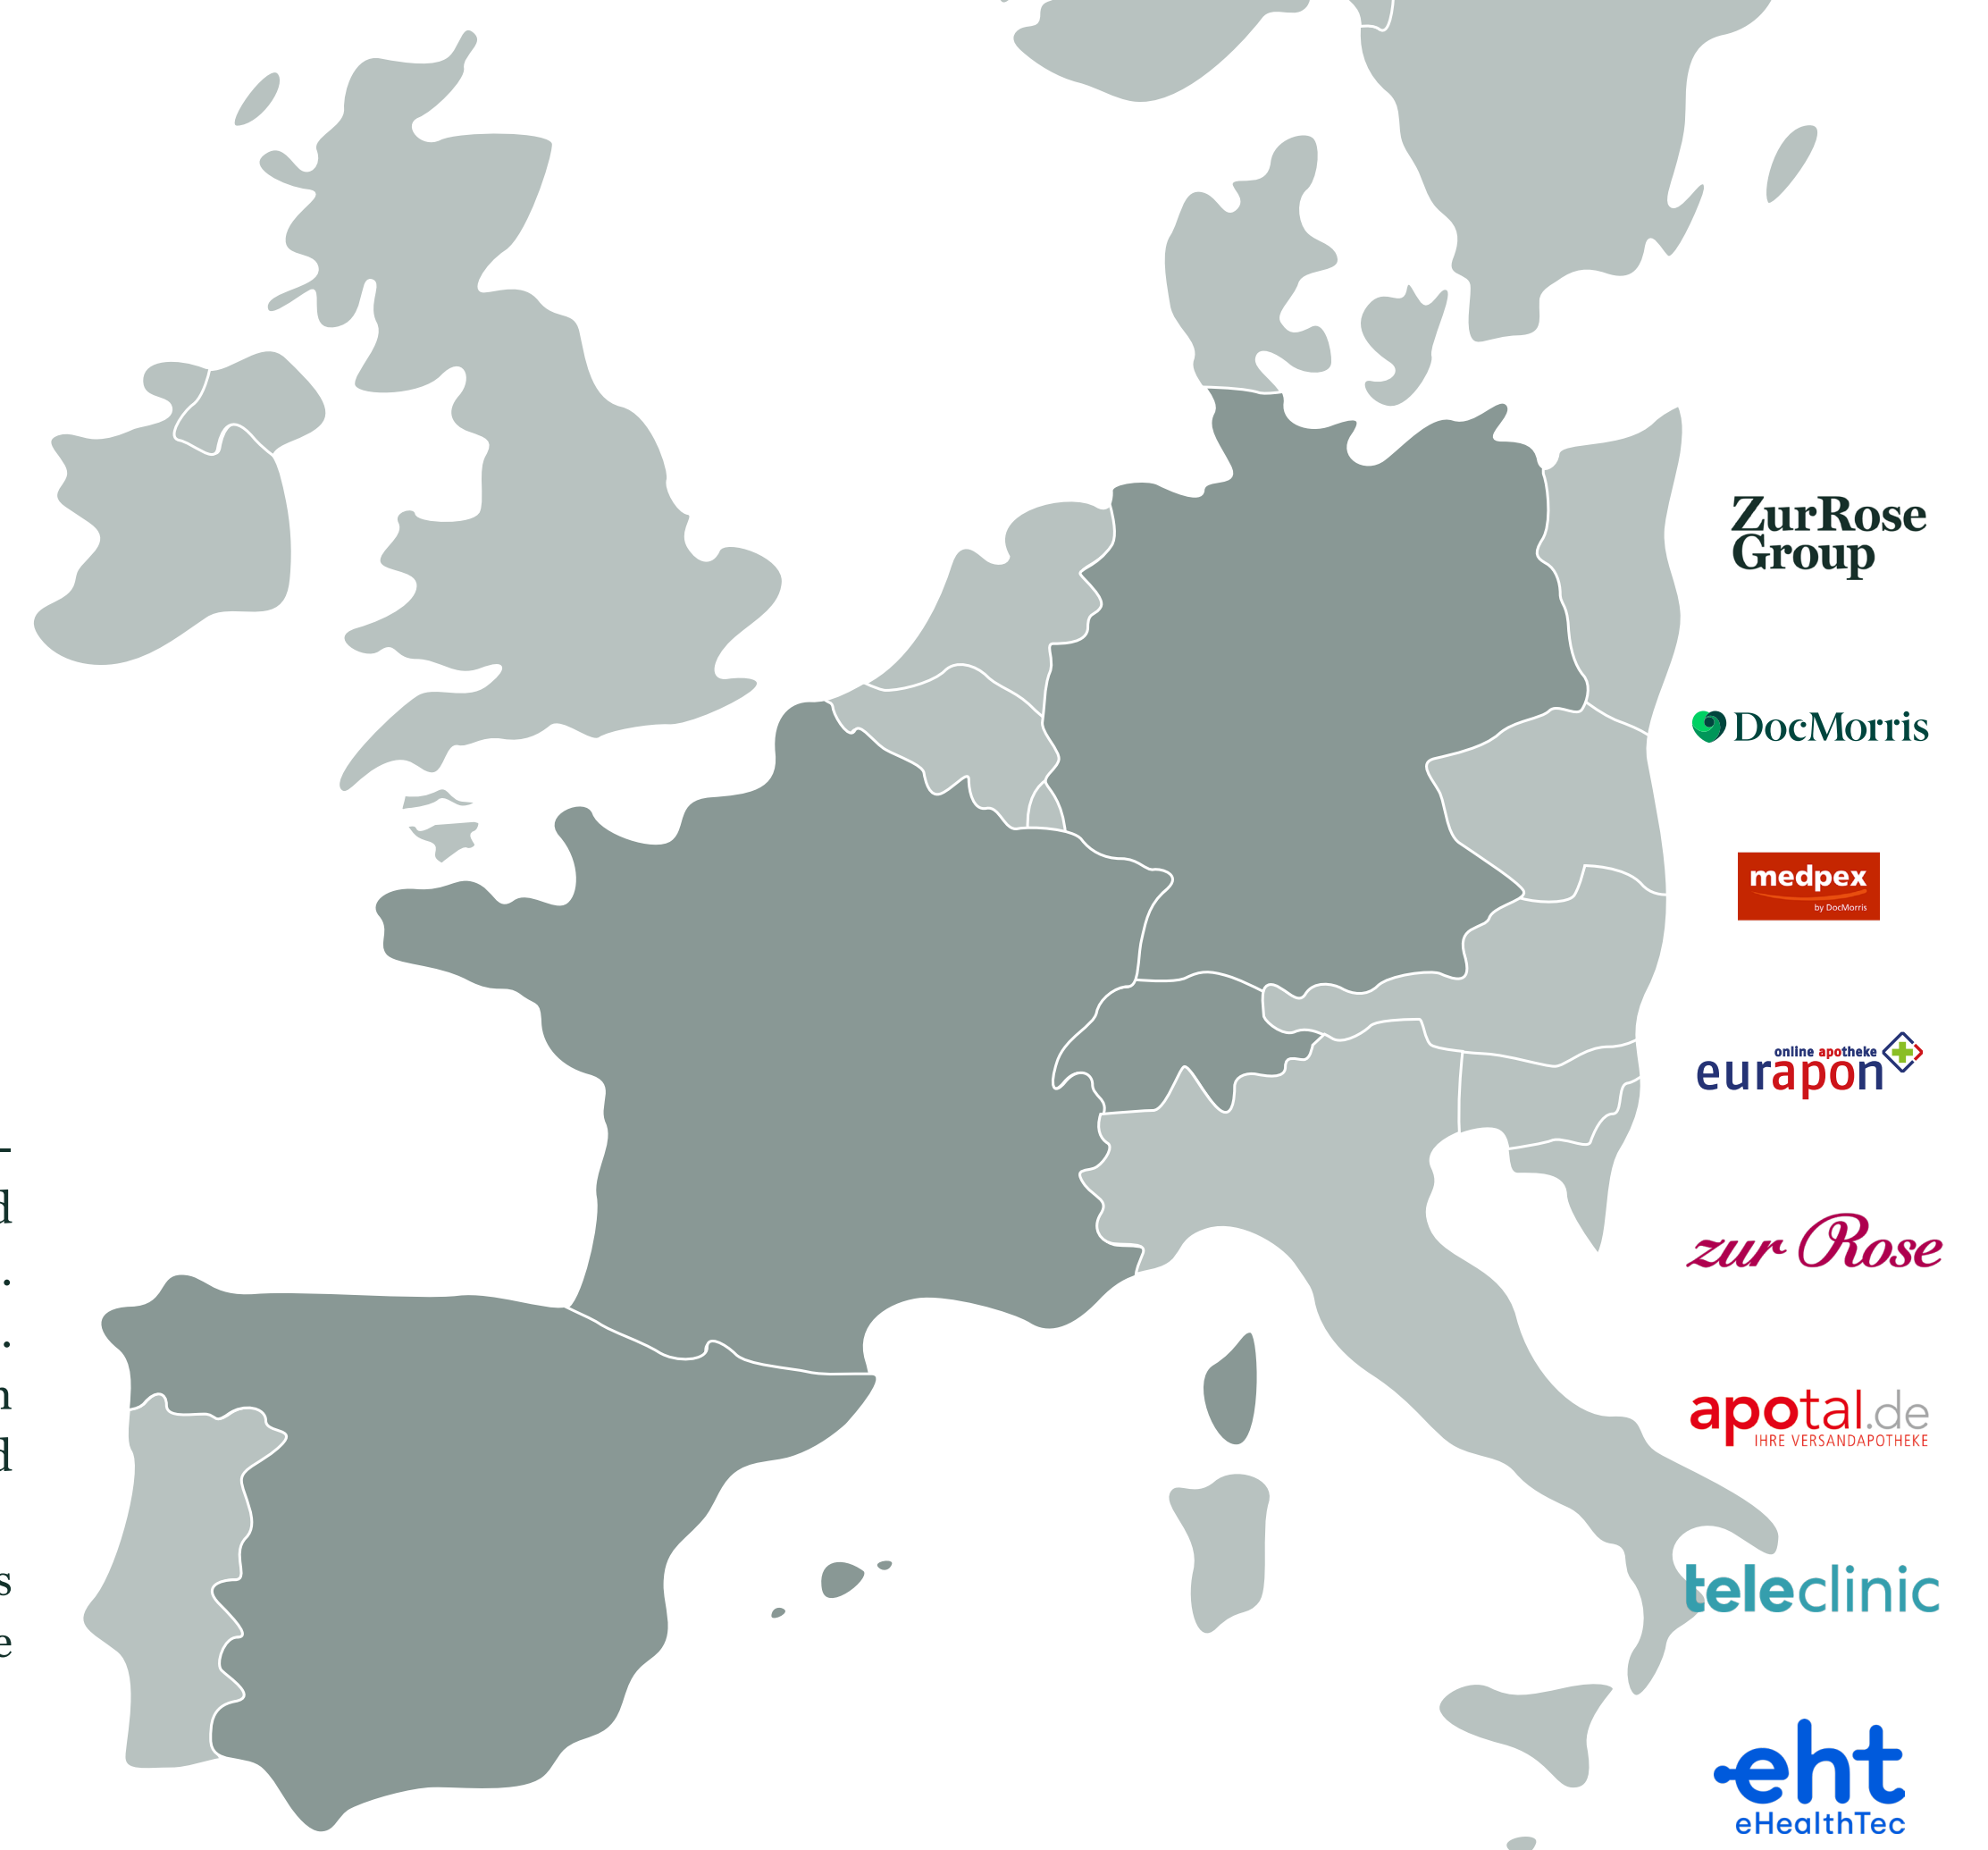 ZurRose
Group
DocMorris
medpex
by DocMorris
online apotheke
eurapon
zur Rose
apotal.de
IHRE VERSANDAPOTHEKE
teleclinic
eht
eHealthTec